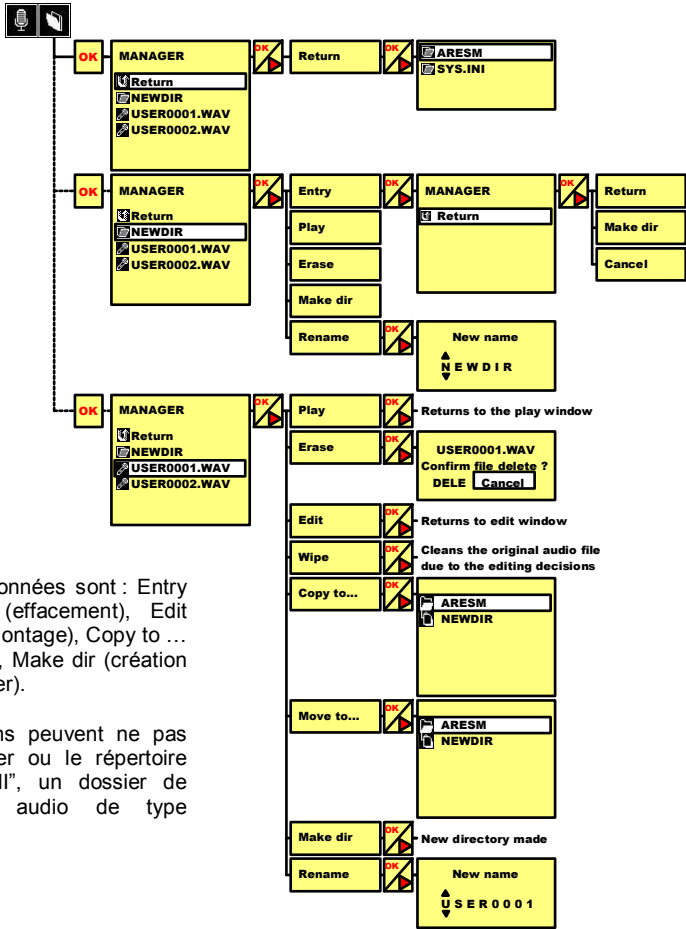 OK
MANAGER
Return
NEWDIR
USER0001.WAV
USER0002.WAV
OK
Return
OK
ARESM
SYS.INI
OK
MANAGER
Return
NEWDIR
USER0001.WAV
USER0002.WAV
OK
Entry
Play
Erase
Make dir
Rename
OK
MANAGER
Return
OK
Return
Make dir
Cancel
OK
New name
N E W D I R
OK
MANAGER
Return
NEWDIR
USER0001.WAV
USER0002.WAV
OK
Play
OK
Returns to the play window
Erase
OK
USER0001.WAV
Confirm file delete ?
DELE Cancel
Edit
OK
Returns to edit window
Wipe
OK
Cleans the original audio file
due to the editing decisions
Copy to...
OK
ARESM
NEWDIR
Move to...
OK
ARESM
NEWDIR
Make dir
OK
New directory made
Rename
OK
New name
U S E R 0 0 0 1
onnées sont : Entry
(effacement), Edit
ontage), Copy to …
, Make dir (création
er).
ns peuvent ne pas
er ou le répertoire
II”, un dossier de
audio de type